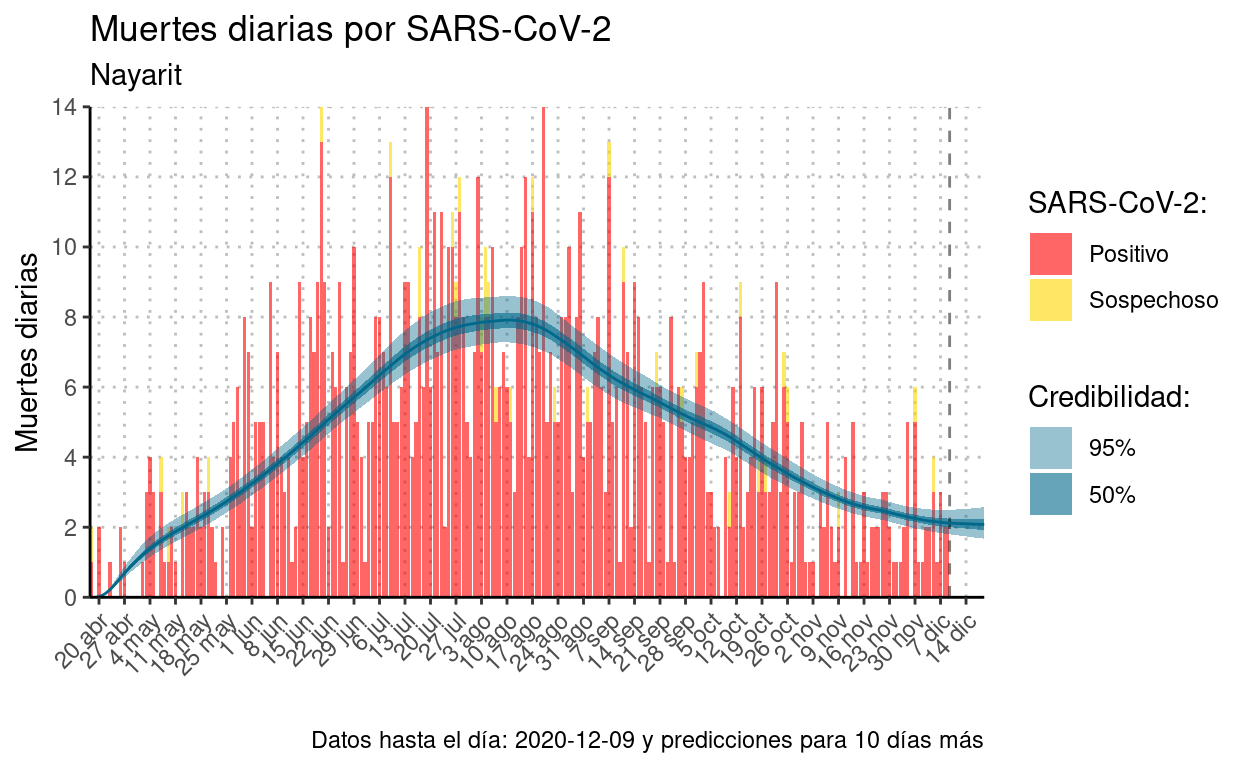 Muertes diarias por SARS-CoV-2
Nayarit
Muertes diarias
14
12
10
8
6
4
2
0
20 abr
27 abr
4 may
11 may
18 may
25 may
1 jun
8 jun
15 jun
22 jun
29 jun
6 jul
13 jul
20 jul
27 jul
3 ago
10 ago
17 ago
24 ago
31 ago
7 sep
14 sep
21 sep
28 sep
5 oct
12 oct
19 oct
26 oct
2 nov
9 nov
16 nov
23 nov
30 nov
7 dic
14 dic
SARS-CoV-2:
Positivo
Sospechoso
Credibilidad:
95%
50%
Datos hasta el día: 2020-12-09 y predicciones para 10 días más